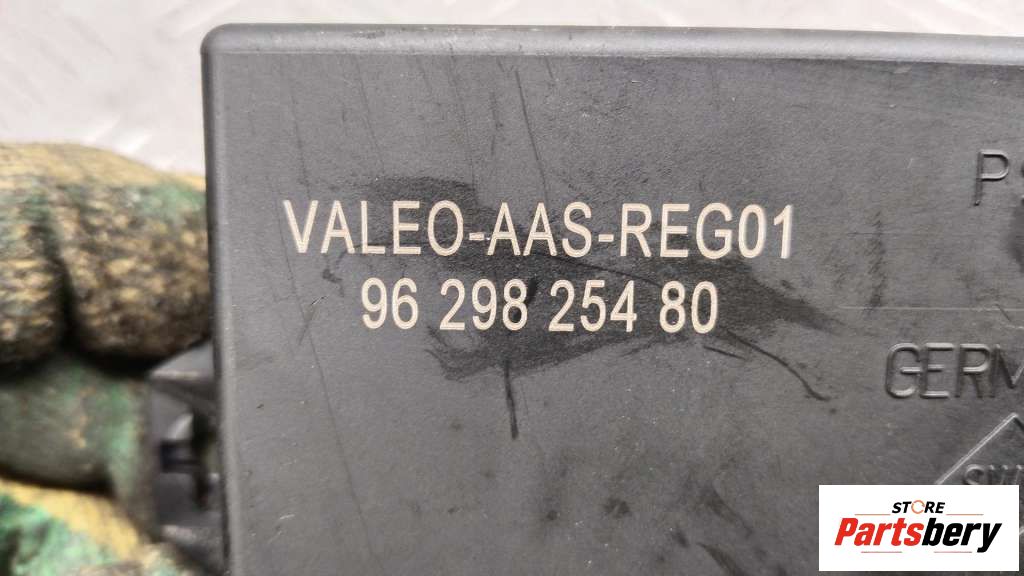 VALEO-AAS-REG01
96 298 254 80
STORE
Partsbery